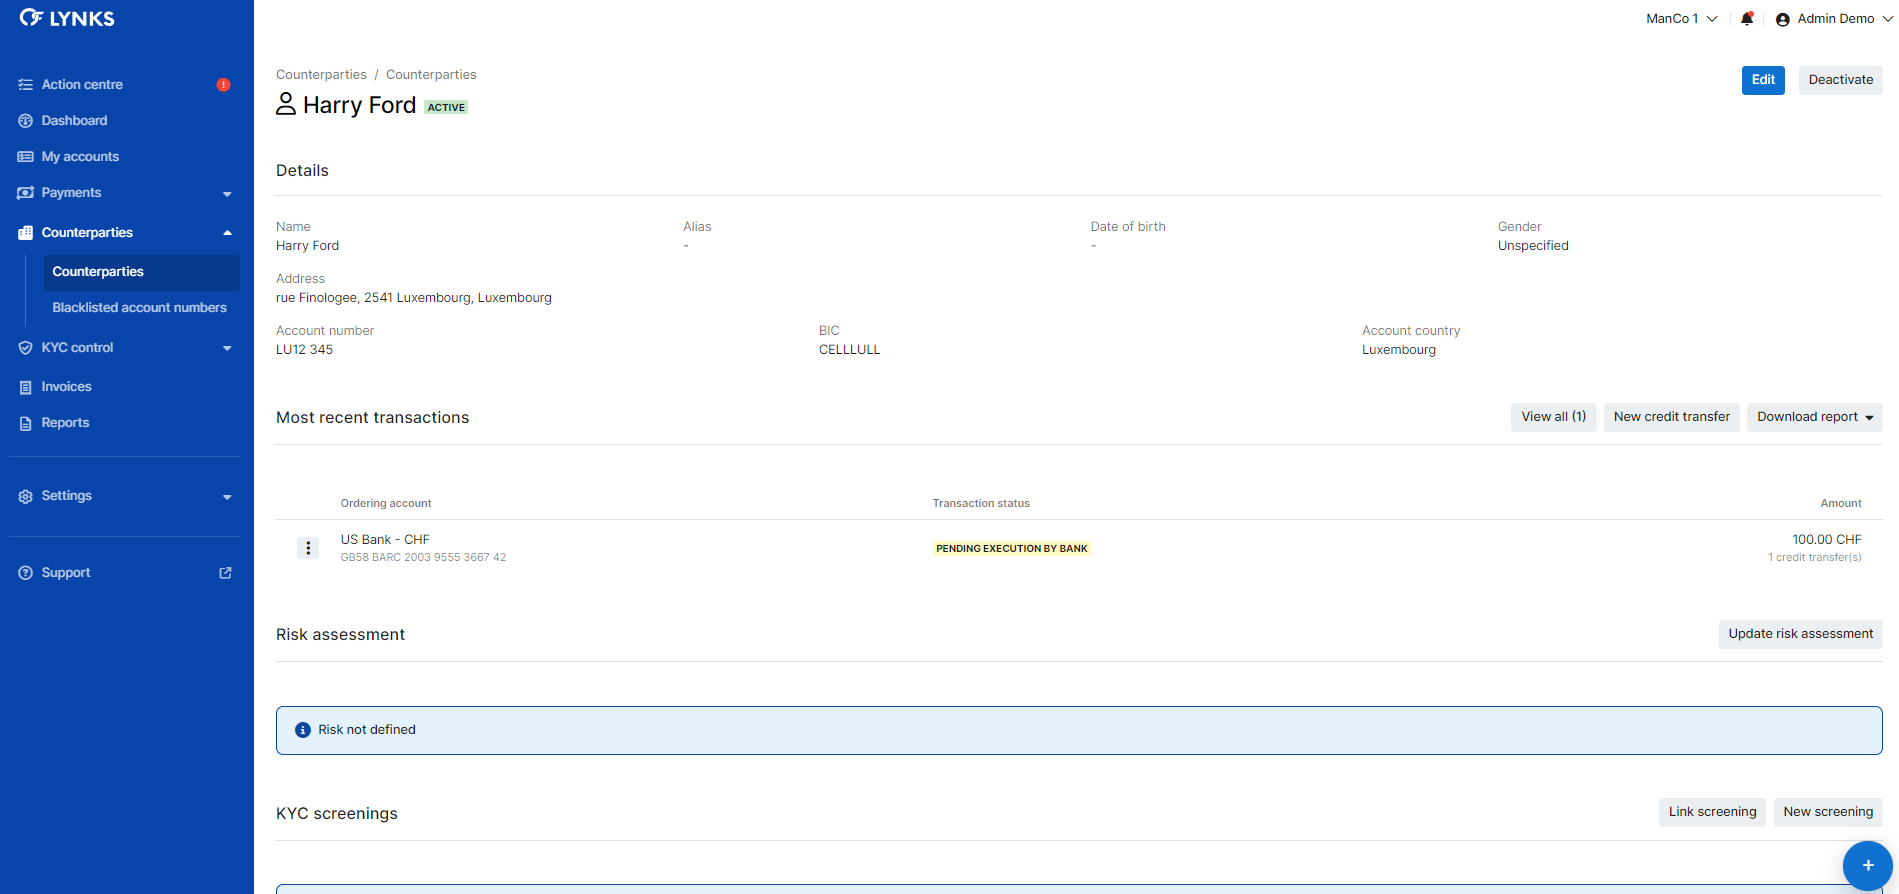 LYNKS
ManCo 1
Admin Demo
Action centre
Dashboard
My accounts
Payments
Counterparties
Counterparties
Blacklisted account numbers
KYC control
Invoices
Reports
Settings
Support
Counterparties / Counterparties
Harry Ford ACTIVE
Edit
Deactivate
Details
Name
Harry Ford
Alias
-
Date of birth
-
Gender
Unspecified
Address
rue Finologee, 2541 Luxembourg, Luxembourg
Account number
LU12 345
BIC
CELLLULL
Account country
Luxembourg
Most recent transactions
View all (1)
New credit transfer
Download report
Ordering account
Transaction status
Amount
US Bank - CHF
GB58 BARC 2003 9555 3667 42
PENDING EXECUTION BY BANK
100.00 CHF
1 credit transfer(s)
Risk assessment
Update risk assessment
Risk not defined
KYC screenings
Link screening
New screening